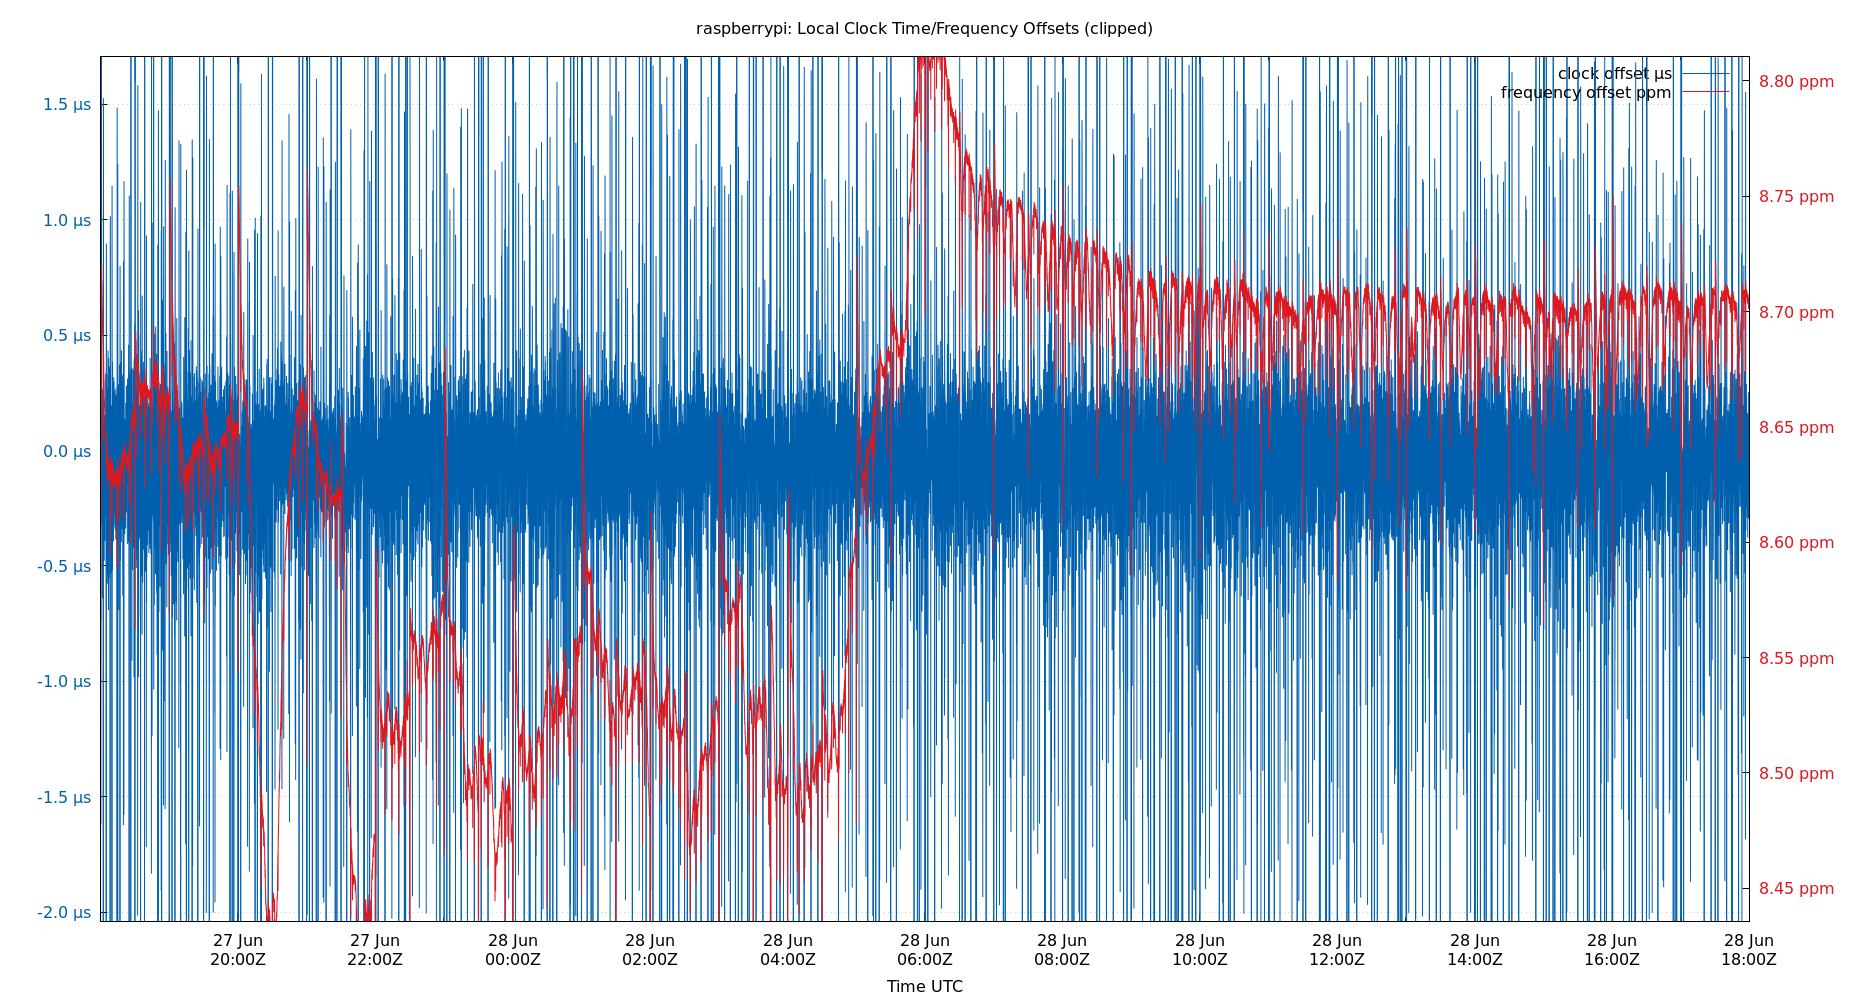 raspberrypi: Local Clock Time/Frequency Offsets (clipped)
clock offset µs
frequency offset ppm
1.5 µs
1.0 µs
0.5 µs
0.0 µs
-0.5 µs
-1.0 µs
-1.5 µs
-2.0 µs
8.80 ppm
8.75 ppm
8.70 ppm
8.65 ppm
8.60 ppm
8.55 ppm
8.50 ppm
8.45 ppm
27 Jun 27 Jun 28 Jun 28 Jun 28 Jun 28 Jun 28 Jun 28 Jun 28 Jun 28 Jun 28 Jun 28 Jun
20:00Z 22:00Z 00:00Z 02:00Z 04:00Z 06:00Z 08:00Z 10:00Z 12:00Z 14:00Z 16:00Z 18:00Z
Time UTC